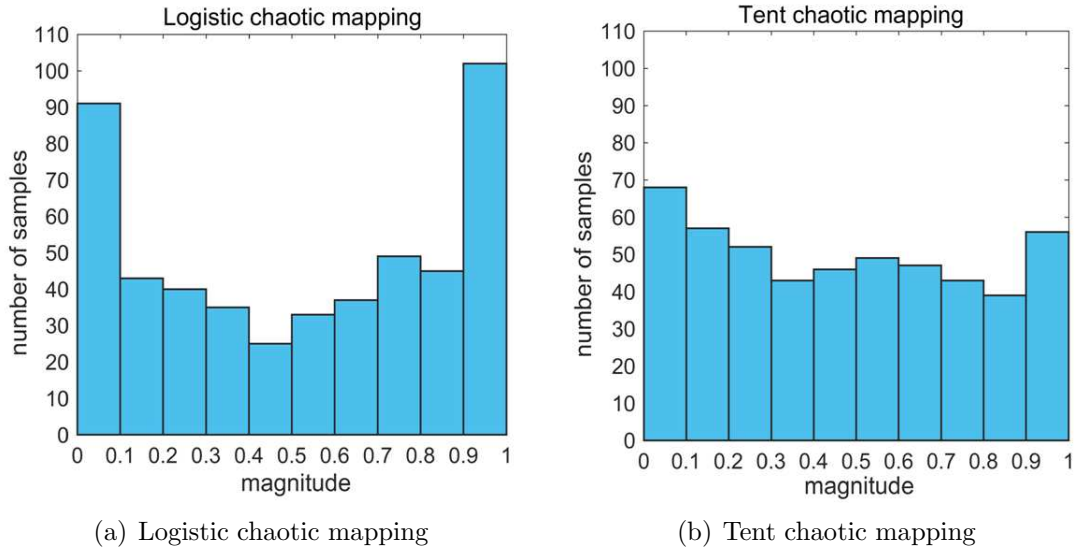 Logistic chaotic mapping
110
100
90
80
70
60
50
40
30
20
10
0
number of samples
0 0.1 0.2 0.3 0.4 0.5 0.6 0.7 0.8 0.9 1
magnitude
(a) Logistic chaotic mapping
Tent chaotic mapping
110
100
90
80
70
60
50
40
30
20
10
0
number of samples
0 0.1 0.2 0.3 0.4 0.5 0.6 0.7 0.8 0.9 1
magnitude
(b) Tent chaotic mapping